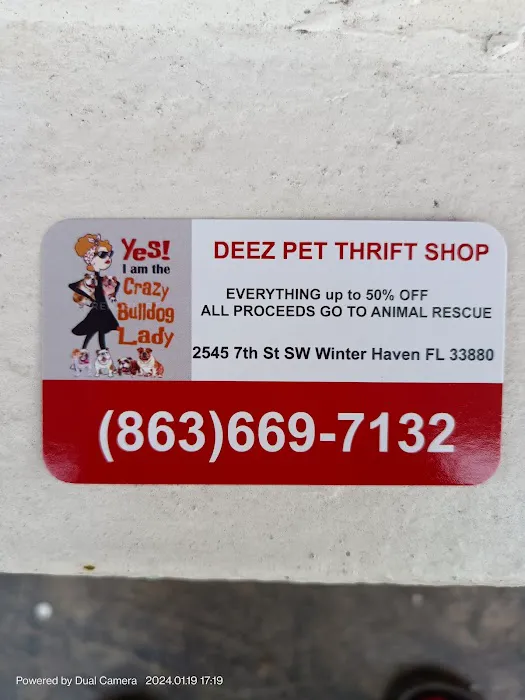 Yes!
I am the
Crazy
Bulldog
Lady
DEEZ PET THRIFT SHOP
EVERYTHING up to 50% OFF
ALL PROCEEDS GO TO ANIMAL RESCUE
2545 7th St SW Winter Haven FL 33880
(863)669-7132
Powered by Dual Camera 2024.01.19 17:19